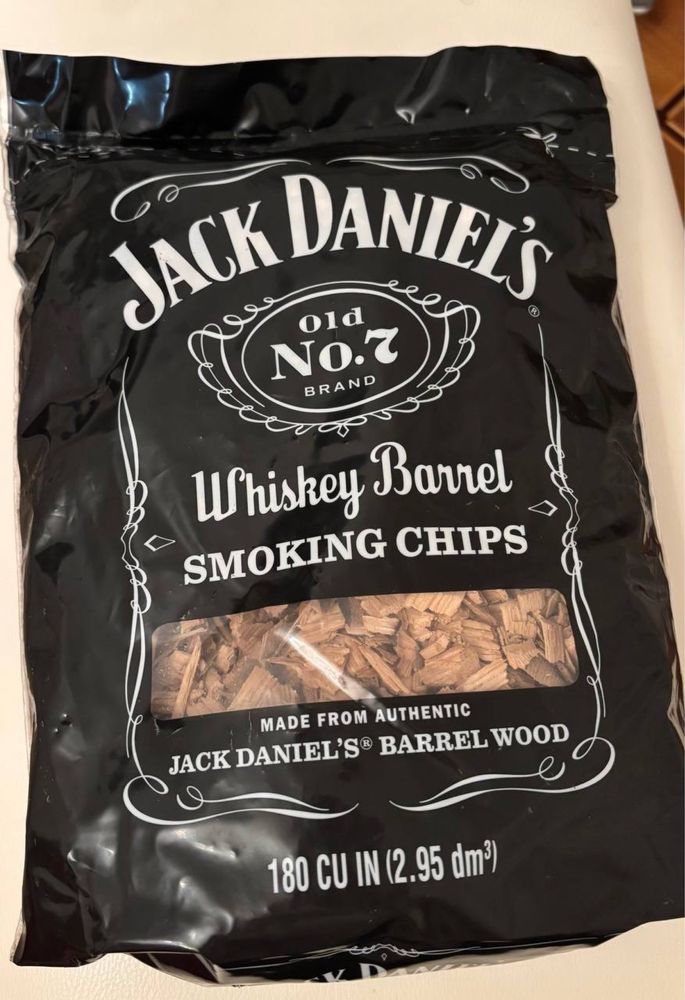 JACK DANIEL'S®
Old
No.7
BRAND
Whiskey Barrel
SMOKING CHIPS
MADE FROM AUTHENTIC
JACK DANIEL'S® BARREL WOOD
180 CU IN (2.95 dm³)